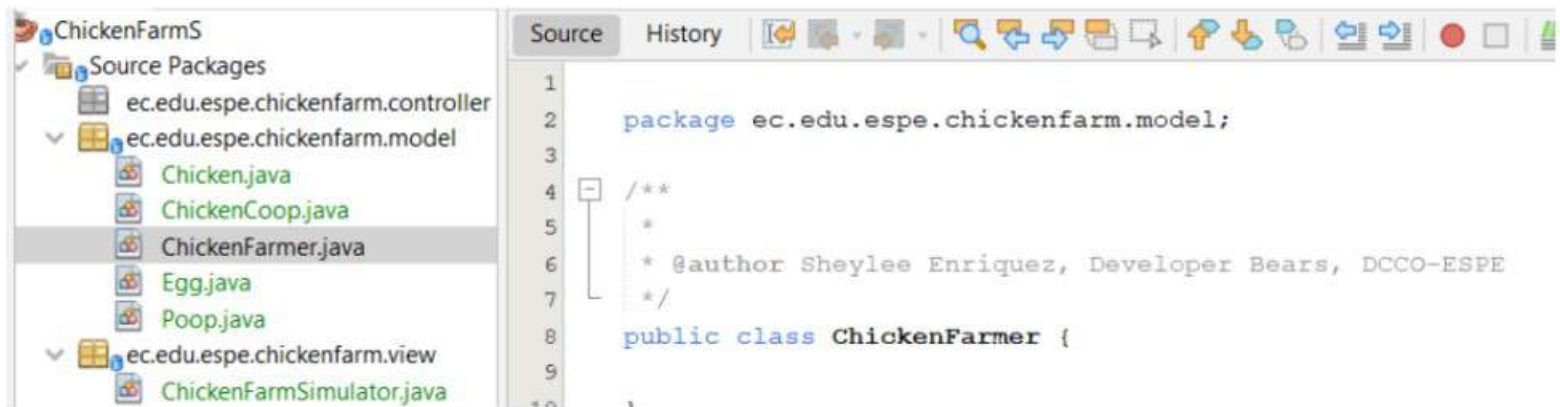 ChickenFarmS
Source Packages
ec.edu.espe.chickenfarm.controller
ec.edu.espe.chickenfarm.model
Chicken.java
ChickenCoop.java
ChickenFarmer.java
Egg.java
Poop.java
ec.edu.espe.chickenfarm.view
ChickenFarmSimulator.java
Source History
1
2 package ec.edu.espe.chickenfarm.model;
3
4 /**
5 *
6 * @author Sheylee Enriquez, Developer Bears, DCCO-ESPE
7 */
8 public class ChickenFarmer {
9